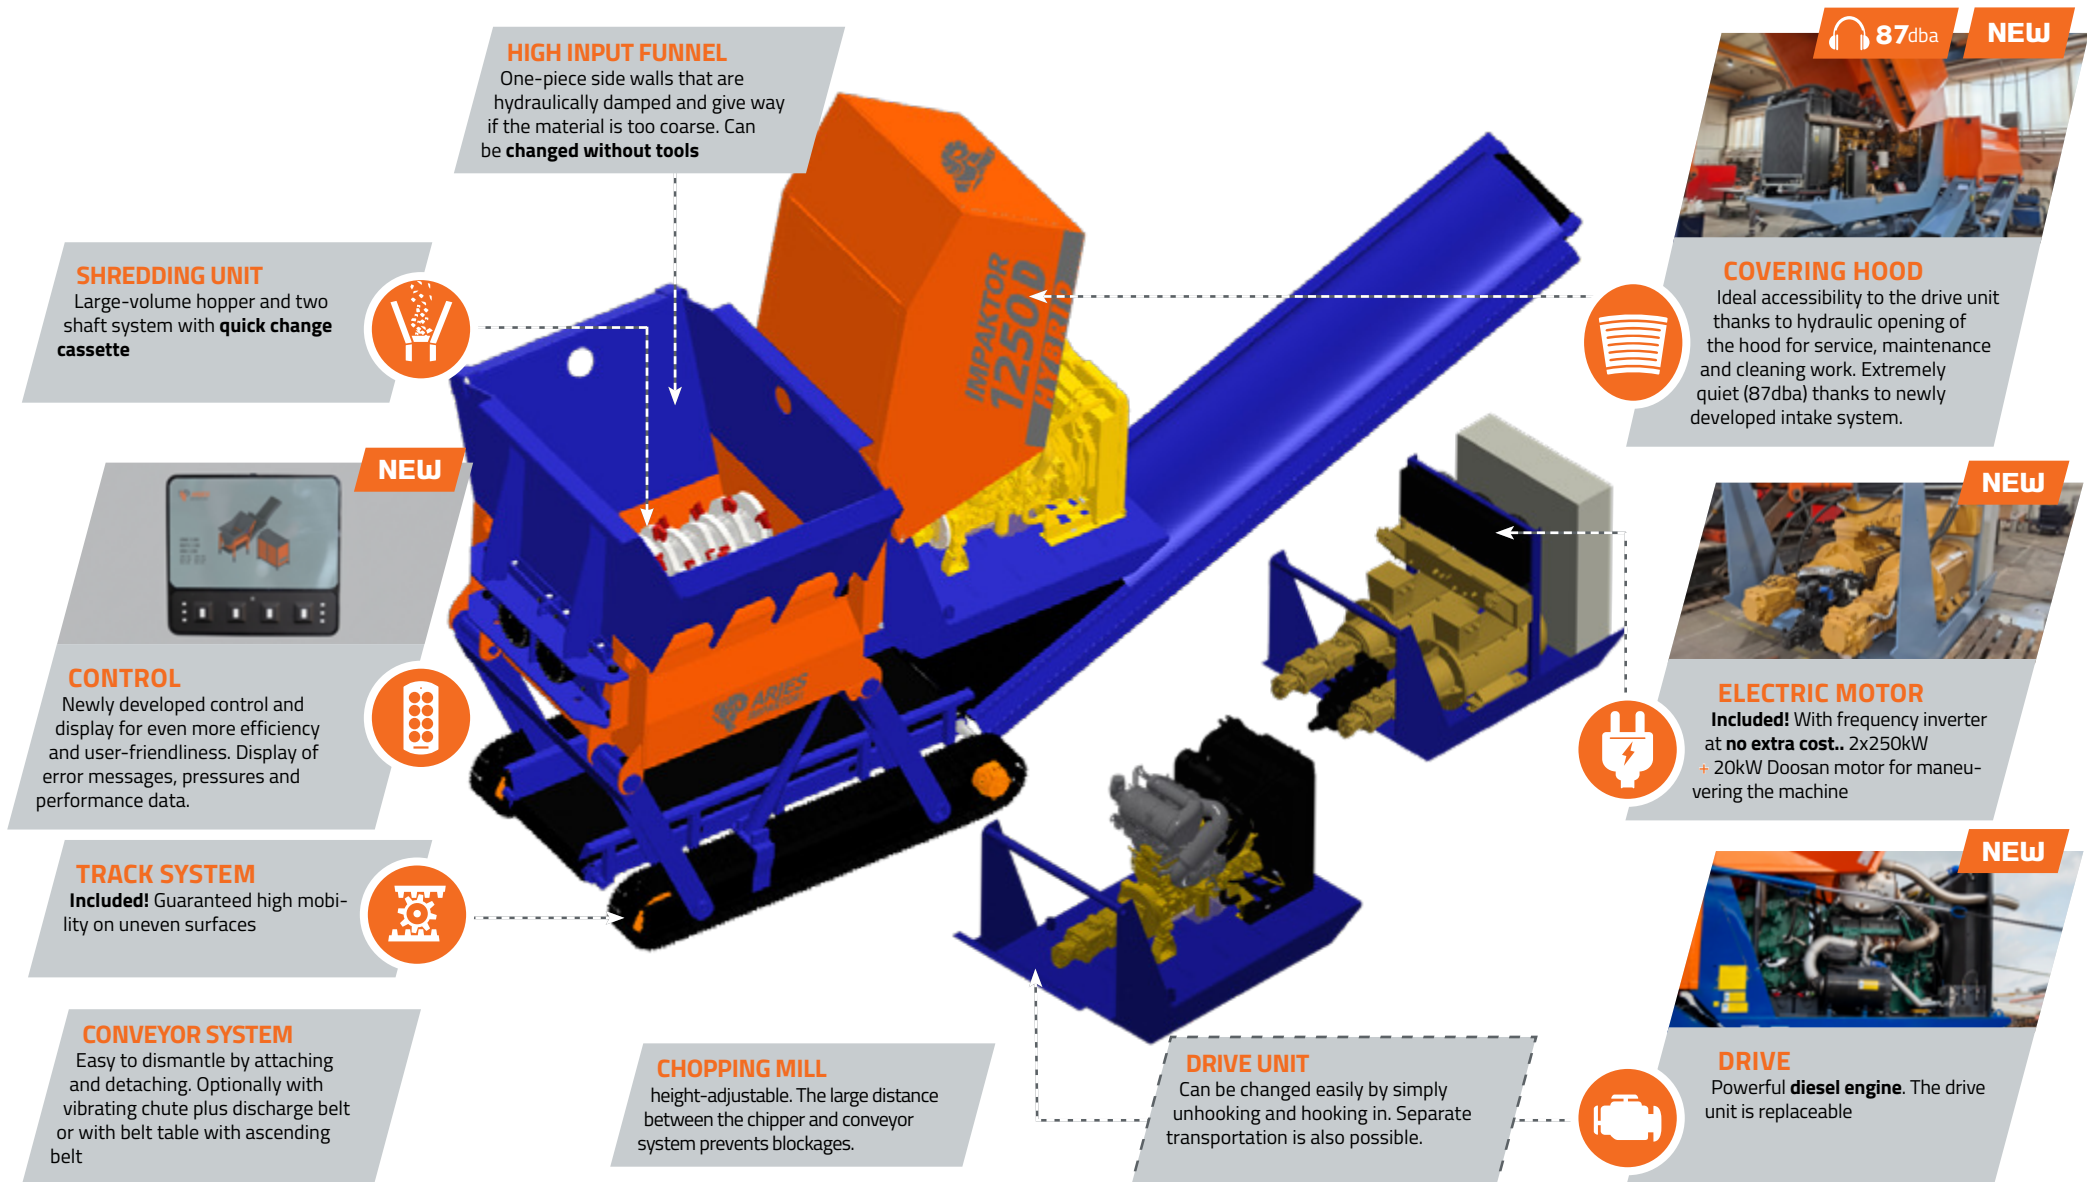 HIGH INPUT FUNNEL
One-piece side walls that are
hydraulically damped and give way
if the material is too coarse. Can
be changed without tools
87dba
NEW
SHREDDING UNIT
Large-volume hopper and two
shaft system with quick change
cassette
IMPAKTOR
1250 D
HYBRID
COVERING HOOD
Ideal accessibility to the drive unit
thanks to hydraulic opening of
the hood for service, maintenance
and cleaning work. Extremely
quiet (87dba) thanks to newly
developed intake system.
NEW
CONTROL
Newly developed control and
display for even more efficiency
and user-friendliness. Display of
error messages, pressures and
performance data.
ARJES
NEW
ELECTRIC MOTOR
Included! With frequency inverter
at no extra cost.. 2x250kW
+ 20kW Doosan motor for maneu-
vering the machine
TRACK SYSTEM
Included! Guaranteed high mobi-
lity on uneven surfaces
NEW
DRIVE
Powerful diesel engine. The drive
unit is replaceable
CONVEYOR SYSTEM
Easy to dismantle by attaching
and detaching. Optionally with
vibrating chute plus discharge belt
or with belt table with ascending
belt
CHOPPING MILL
height-adjustable. The large distance
between the chipper and conveyor
system prevents blockages.
DRIVE UNIT
Can be changed easily by simply
unhooking and hooking in. Separate
transportation is also possible.